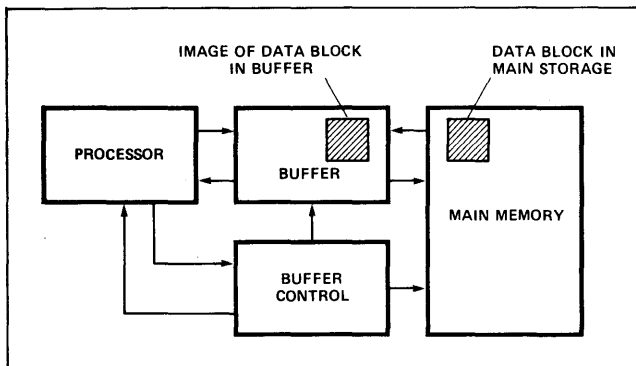 IMAGE OF DATA BLOCK
IN BUFFER
DATA BLOCK IN
MAIN STORAGE
PROCESSOR
BUFFER
MAIN MEMORY
BUFFER
CONTROL